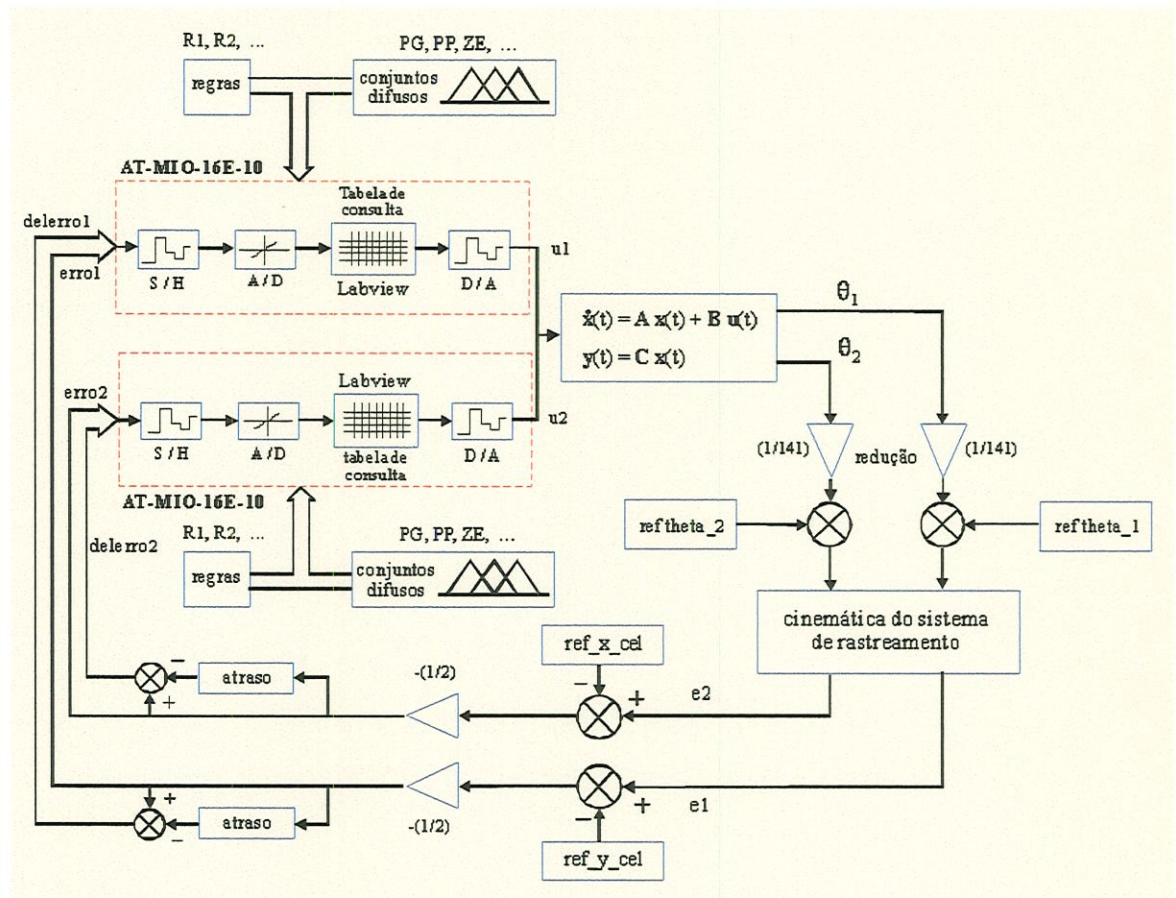 R1, R2, ...
PG, PP, ZE, ...
regras
conjuntos
difusos
AT-MIO-16E-10
Tabela de
consulta
delerro1
erro1
S / H
A / D
Labview
D / A
u1
ẋ(t) = A x(t) + B u(t)
y(t) = C x(t)
θ1
θ2
Labview
erro2
S / H
A / D
tabela de
consulta
D / A
u2
AT-MIO-16E-10
(1/141)
redução
(1/141)
delerro2
R1, R2, ...
PG, PP, ZE, ...
regras
conjuntos
difusos
ref theta_2
ref theta_1
cinemática do sistema
de rastreamento
ref_x_cel
−
+
e2
-(1/2)
atraso
−
+
+
−
atraso
-(1/2)
−
+
e1
ref_y_cel